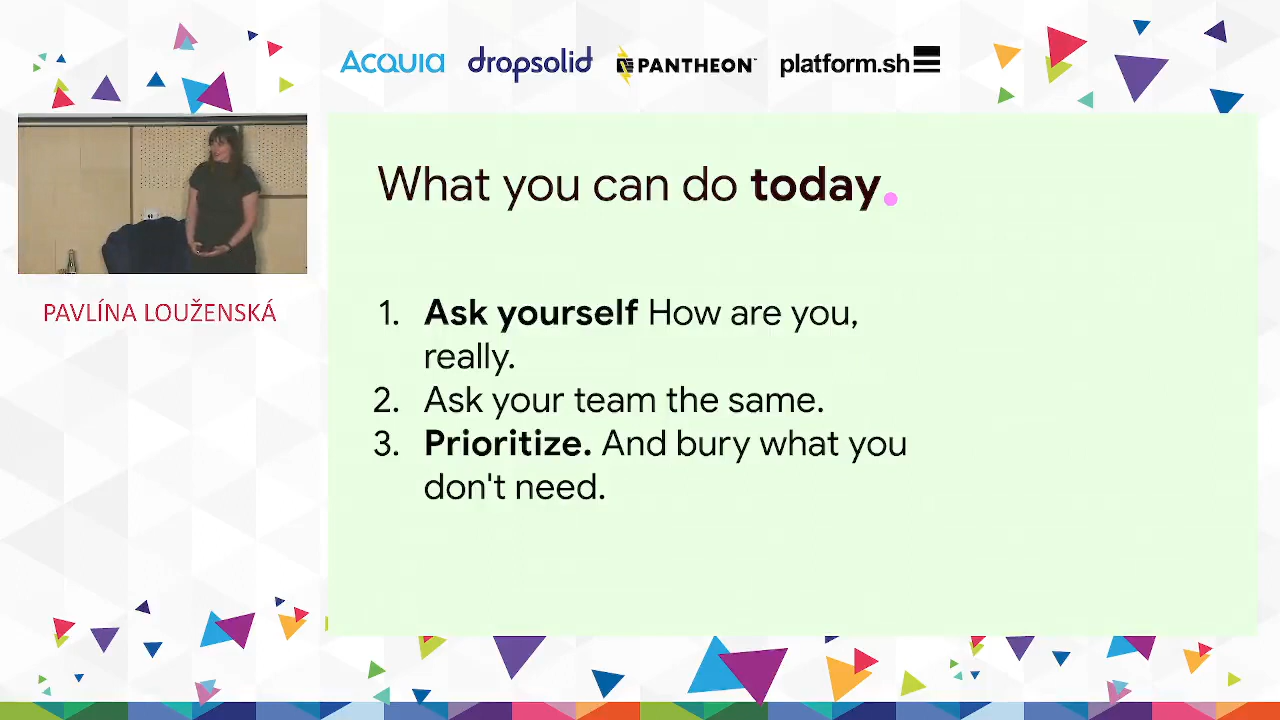 ACQUIA dropsolid PANTHEON platform.sh
What you can do today.
PAVLÍNA LOUŽENSKÁ
1. Ask yourself How are you,
really.
2. Ask your team the same.
3. Prioritize. And bury what you
don't need.